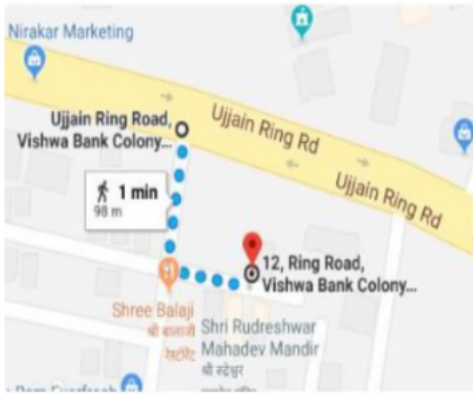 Nirakar Marketing
Ujjain Ring Rd
Ujjain Ring Road,
Vishwa Bank Colony...
Ujjain Ring Rd
1 min
98 m
12, Ring Road,
Vishwa Bank Colony...
Shree Balaji
श्री बालाजी
रेस्टोरेंट
Shri Rudreshwar
Mahadev Mandir